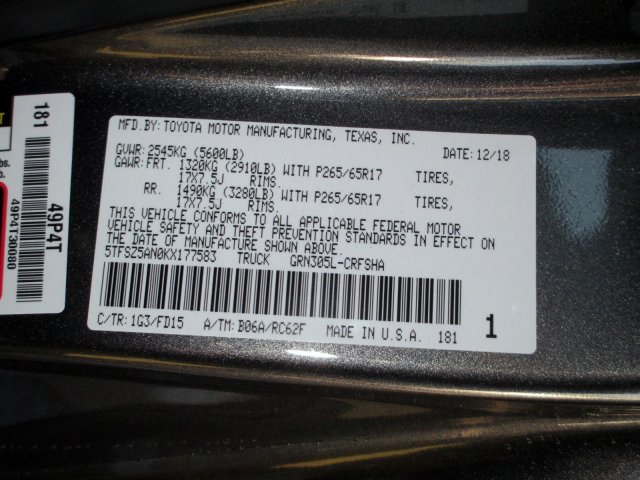 MFD.BY: TOYOTA MOTOR MANUFACTURING, TEXAS, INC.
GVWR: 2545KG (5600LB) DATE: 12/18
GAWR: FRT. 1320KG (2910LB) WITH P265/65R17 TIRES,
17X7.5J RIMS.
RR. 1490KG (3280LB) WITH P265/65R17 TIRES,
17X7.5J RIMS.
THIS VEHICLE CONFORMS TO ALL APPLICABLE FEDERAL MOTOR
VEHICLE SAFETY AND THEFT PREVENTION STANDARDS IN EFFECT ON
THE DATE OF MANUFACTURE SHOWN ABOVE.
5TFSZ5AN0KX177583 TRUCK GRN305L-CRFSHA
C/TR: 1G3/FD15 A/TM: B06A/RC62F MADE IN U.S.A. 181 1
181
49P4T30080
49P4T